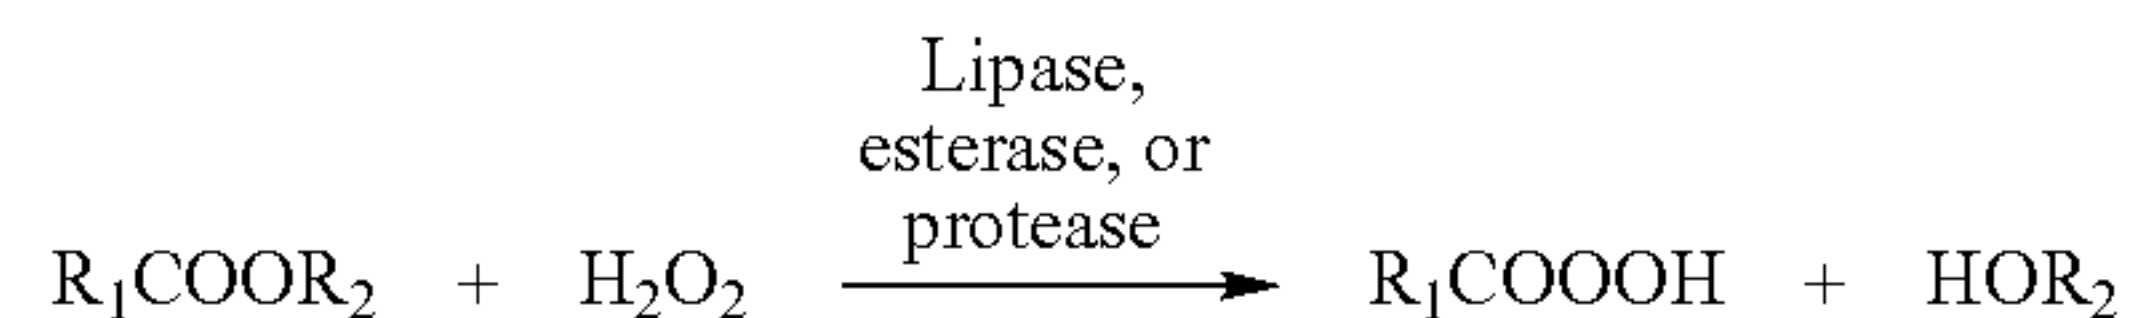 Lipase,
esterase, or
protease
R₁COOR₂ + H₂O₂ → R₁COOOH + HOR₂